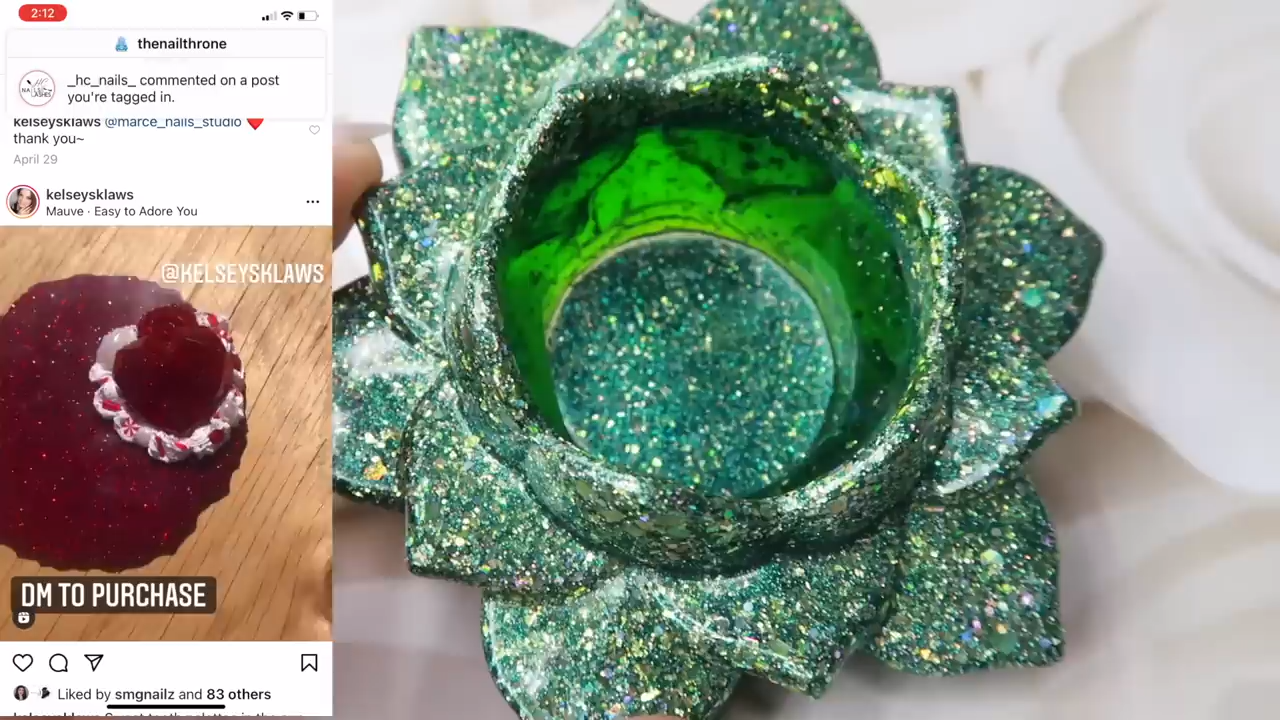 2:12
thenailthrone
_hc_nails_ commented on a post
you're tagged in.
kelseysklaws @marce_nails_studio ❤️
thank you~
April 29
kelseysklaws
Mauve · Easy to Adore You
@KELSEYSKLAWS
DM TO PURCHASE
Liked by smgnailz and 83 others